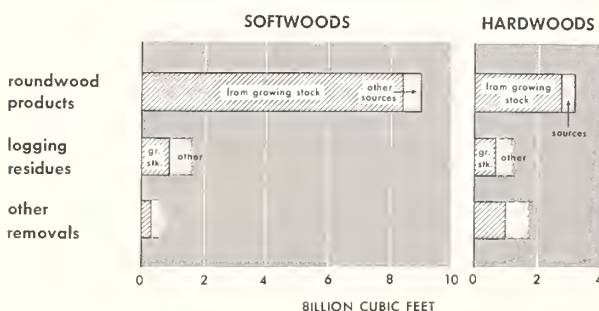 SOFTWOODS
HARDWOODS
roundwood
products
from growing stock
other
sources
from growing
stock
sources
logging
residues
gr.
stk.
other
gr.
stk.
other
other
removals
0 2 4 6 8 10
0 2 4
BILLION CUBIC FEET